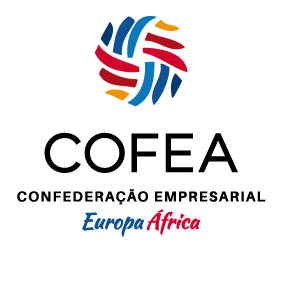 COFEA
CONFEDERAÇÃO EMPRESARIAL
Europa África